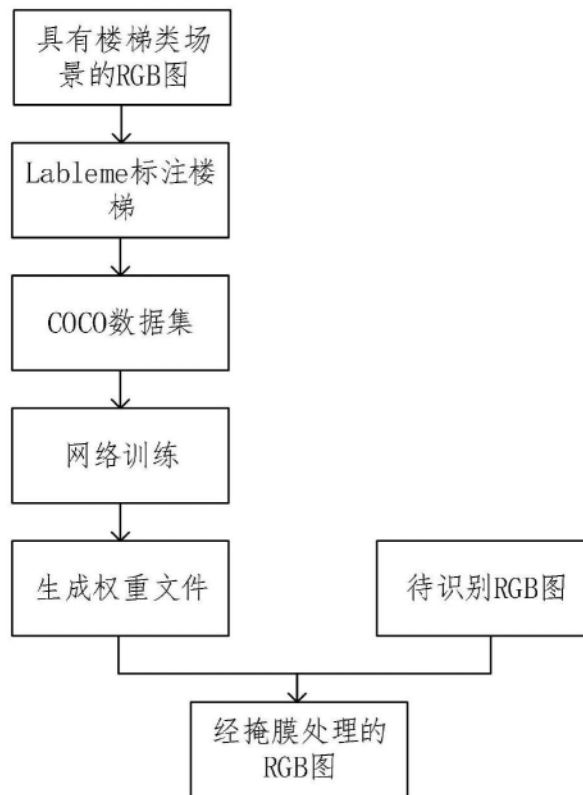 具有楼梯类场
景的RGB图
Lableme标注楼
梯
COCO数据集
网络训练
生成权重文件
待识别RGB图
经掩膜处理的
RGB图